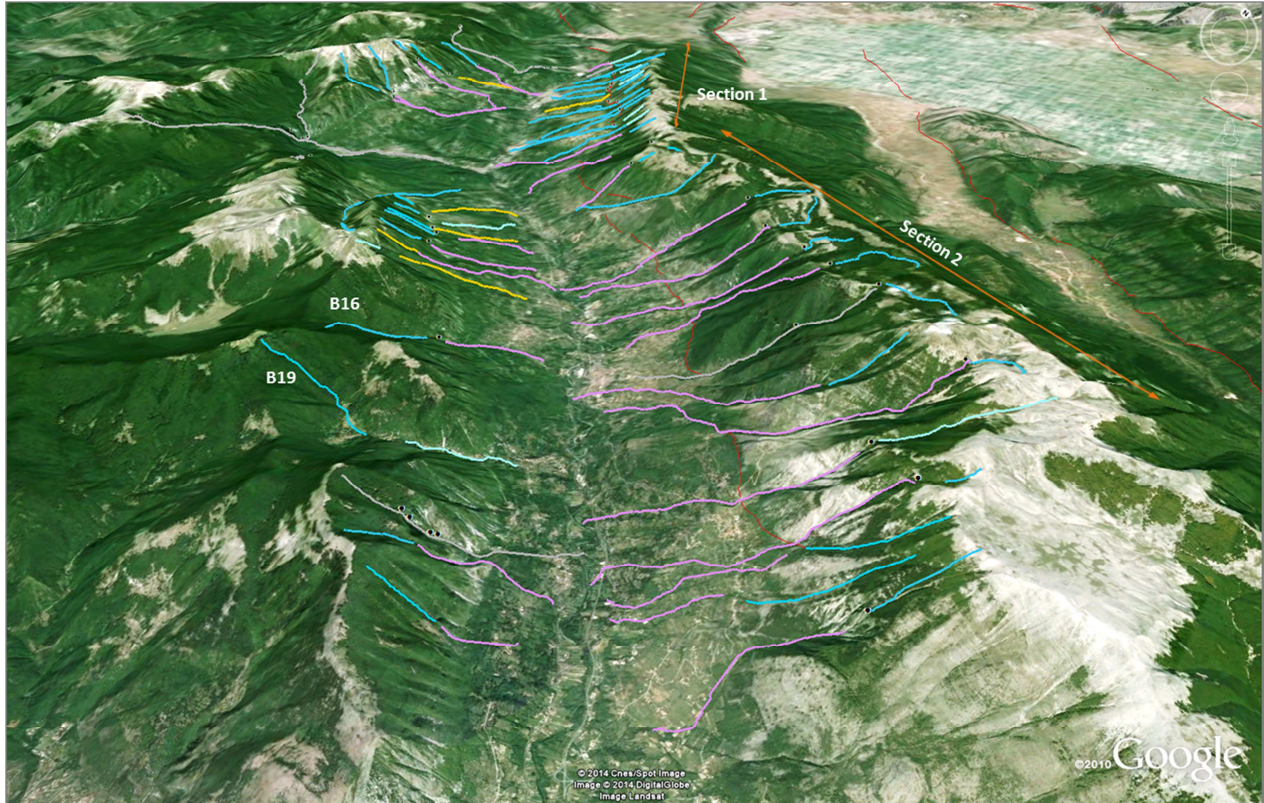 N
Section 1
Section 2
B16
B19
© 2014 Cnes/Spot Image
Image © 2014 DigitalGlobe
Image Landsat
©2010 Google